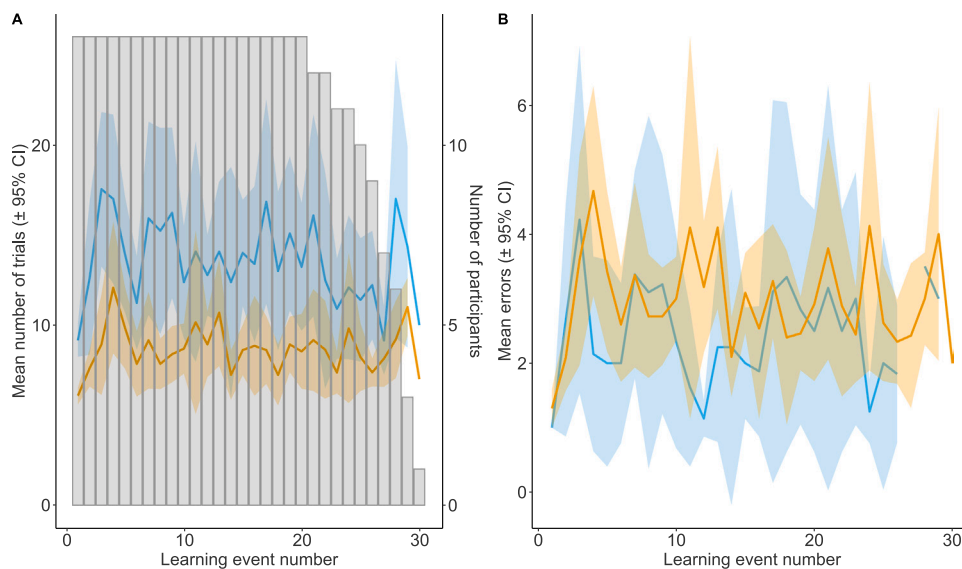 A
Mean number of trials (± 95% CI)
20
10
0
0
10
20
30
Learning event number
10
5
0
Number of participants
B
Mean errors (± 95% CI)
6
4
2
0
0
10
20
30
Learning event number